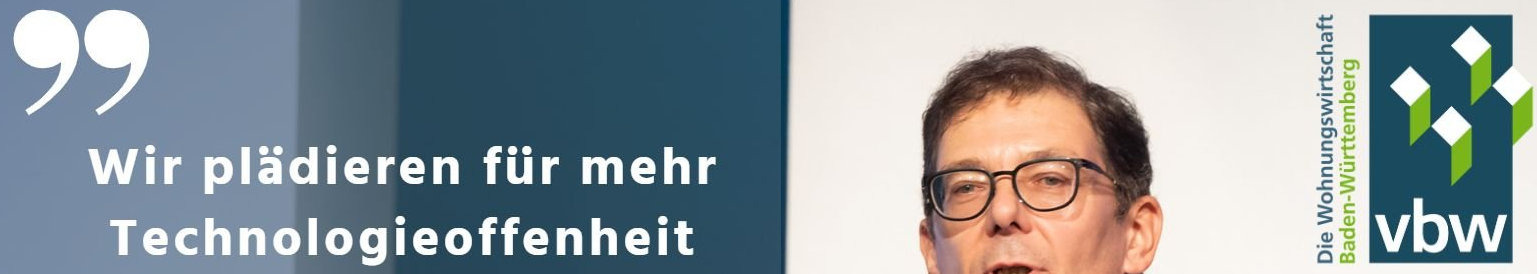 ”
Wir plädieren für mehr
Technologieoffenheit
Die Wohnungswirtschaft
Baden-Württemberg
vbw